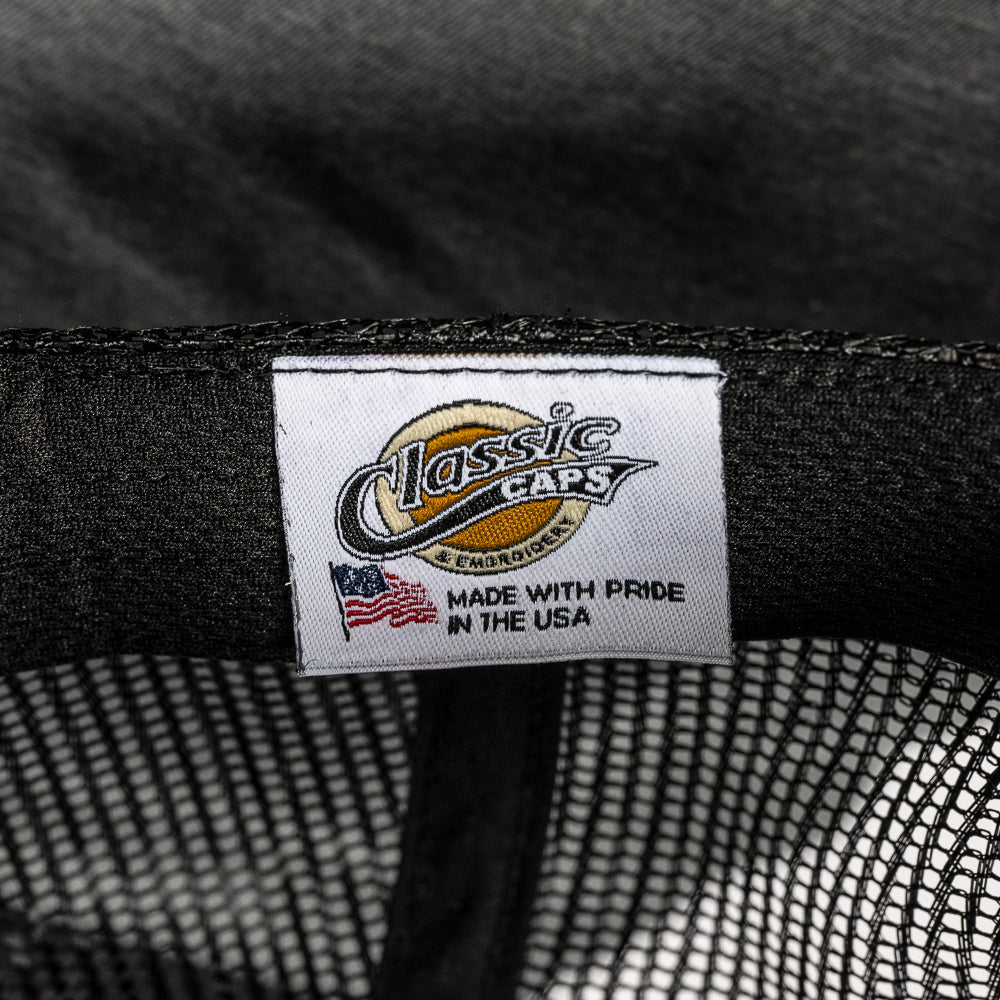 Classic
CAPS
& EMBROIDERY
MADE WITH PRIDE
IN THE USA